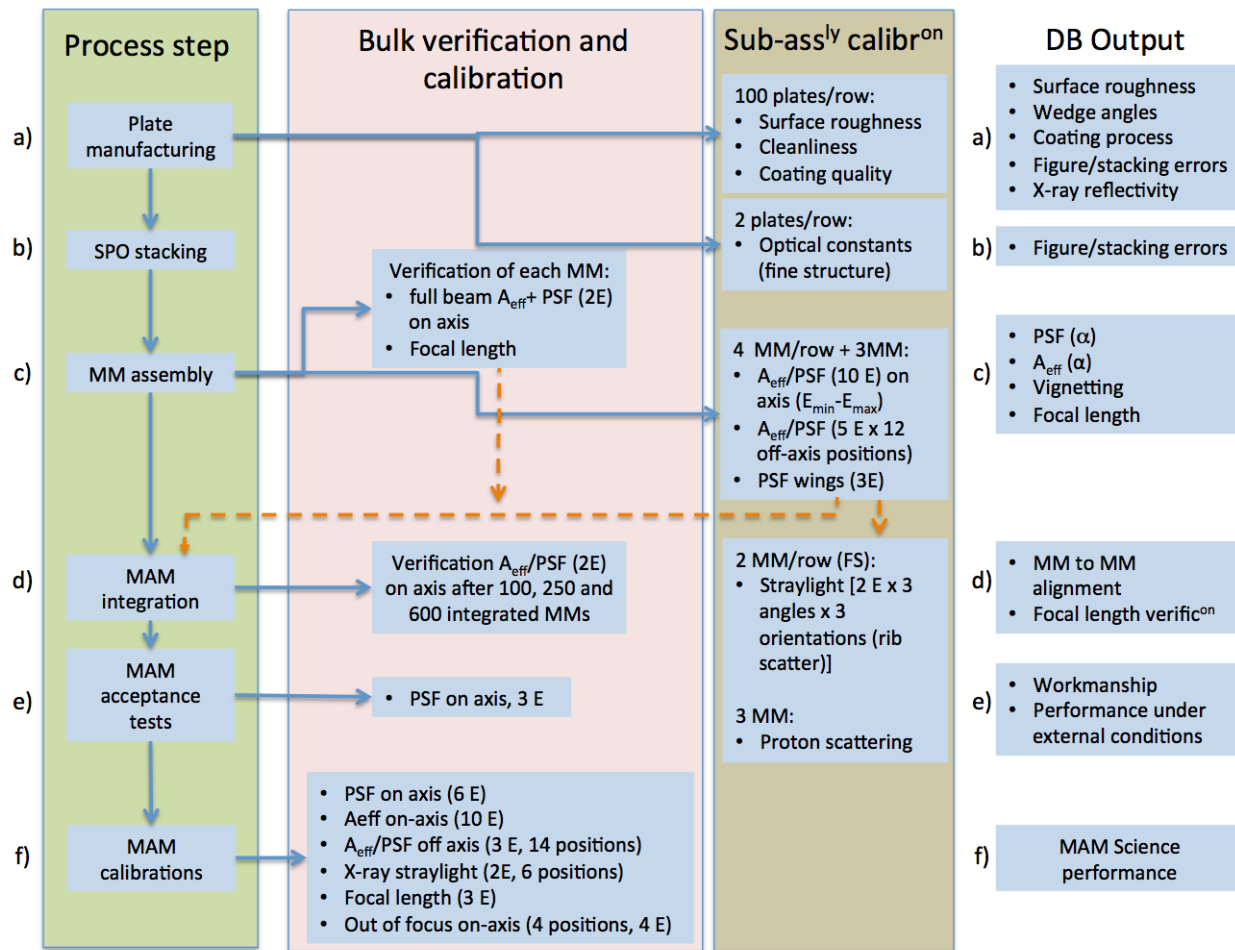 Process step
Bulk verification and
calibration
Sub-assˡʸ calibrᵒⁿ
DB Output
a)
Plate
manufacturing
100 plates/row:
• Surface roughness
• Cleanliness
• Coating quality
a)
• Surface roughness
• Wedge angles
• Coating process
• Figure/stacking errors
• X-ray reflectivity
b)
SPO stacking
2 plates/row:
• Optical constants
(fine structure)
b)
• Figure/stacking errors
c)
MM assembly
Verification of each MM:
• full beam Aeff+ PSF (2E)
on axis
• Focal length
4 MM/row + 3MM:
• Aeff/PSF (10 E) on
axis (Emin-Emax)
• Aeff/PSF (5 E x 12
off-axis positions)
• PSF wings (3E)
c)
• PSF (α)
• Aeff (α)
• Vignetting
• Focal length
d)
MAM
integration
Verification Aeff/PSF (2E)
on axis after 100, 250 and
600 integrated MMs
2 MM/row (FS):
• Straylight [2 E x 3
angles x 3
orientations (rib
scatter)]
3 MM:
• Proton scattering
d)
• MM to MM
alignment
• Focal length verificᵒⁿ
e)
MAM
acceptance
tests
• PSF on axis, 3 E
e)
• Workmanship
• Performance under
external conditions
f)
MAM
calibrations
• PSF on axis (6 E)
• Aeff on-axis (10 E)
• Aeff/PSF off axis (3 E, 14 positions)
• X-ray straylight (2E, 6 positions)
• Focal length (3 E)
• Out of focus on-axis (4 positions, 4 E)
f)
MAM Science
performance